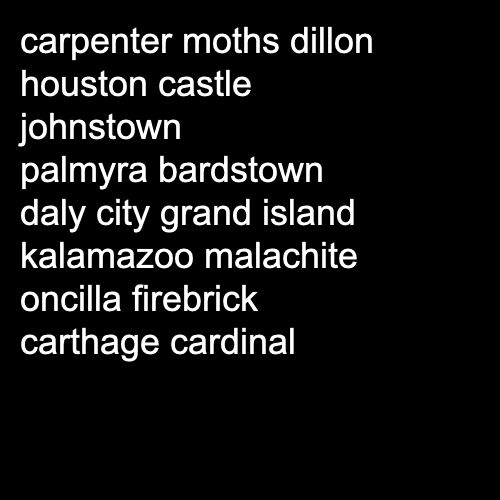 carpenter moths dillon
houston castle
johnstown
palmyra bardstown
daly city grand island
kalamazoo malachite
oncilla firebrick
carthage cardinal